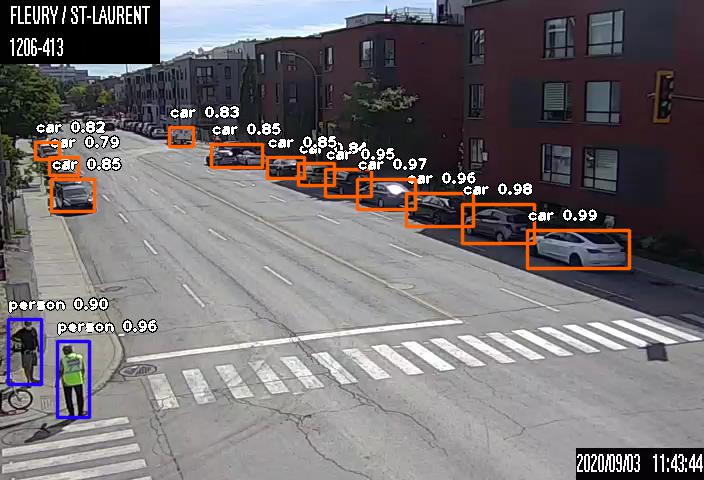 FLEURY / ST-LAURENT
1206-413
car 0.83
car 0.82
car 0.79
car 0.85
car 0.85
car 0.85
car 0.84
car 0.95
car 0.97
car 0.96
car 0.98
car 0.99
person 0.90
person 0.96
2020/09/03 11:43:44